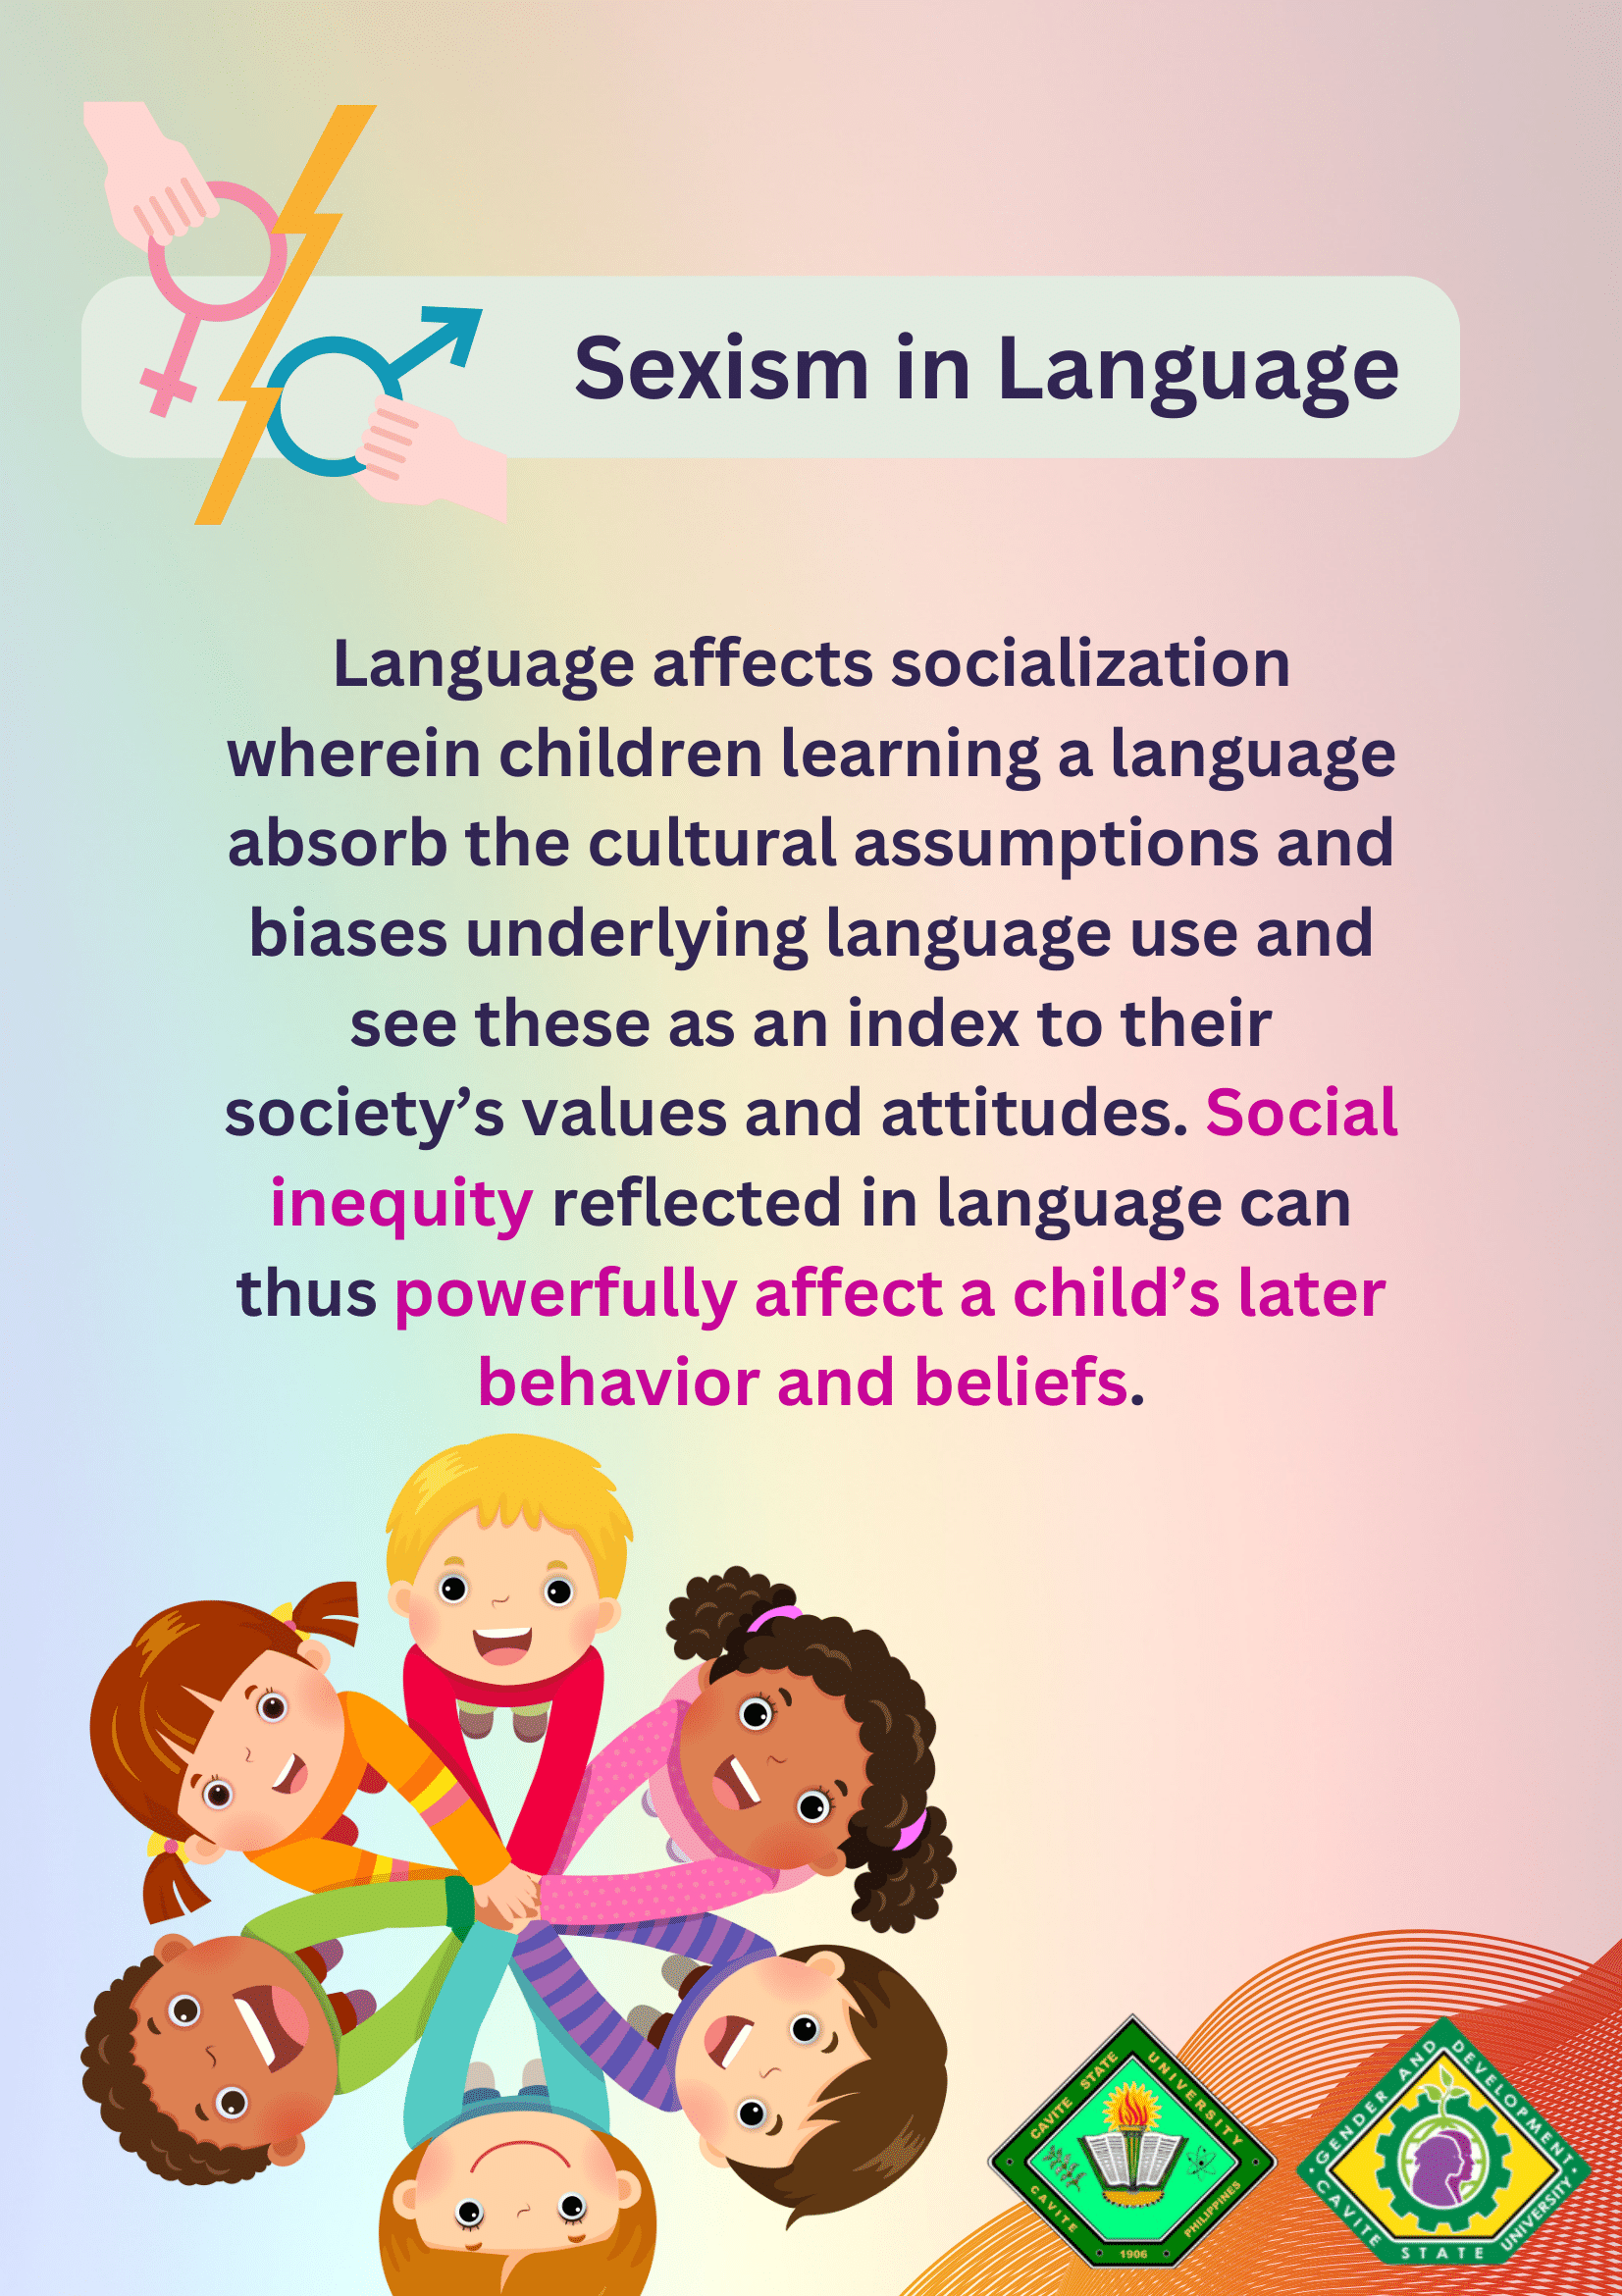 Sexism in Language
Language affects socialization
wherein children learning a language
absorb the cultural assumptions and
biases underlying language use and
see these as an index to their
society’s values and attitudes. Social
inequity reflected in language can
thus powerfully affect a child’s later
behavior and beliefs.
CAVITE STATE UNIVERSITY
CAVITE PHILIPPINES
1906
GENDER AND DEVELOPMENT
CAVITE STATE UNIVERSITY